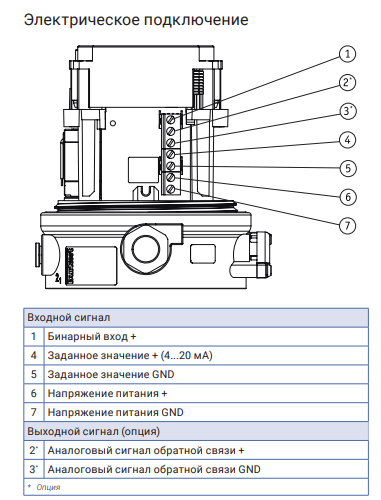 Электрическое подключение
1
2*
3*
4
5
6
7
Входной сигнал
1 Бинарный вход +
4 Заданное значение + (4...20 мА)
5 Заданное значение GND
6 Напряжение питания +
7 Напряжение питания GND
Выходной сигнал (опция)
2* Аналоговый сигнал обратной связи +
3* Аналоговый сигнал обратной связи GND
* Опция